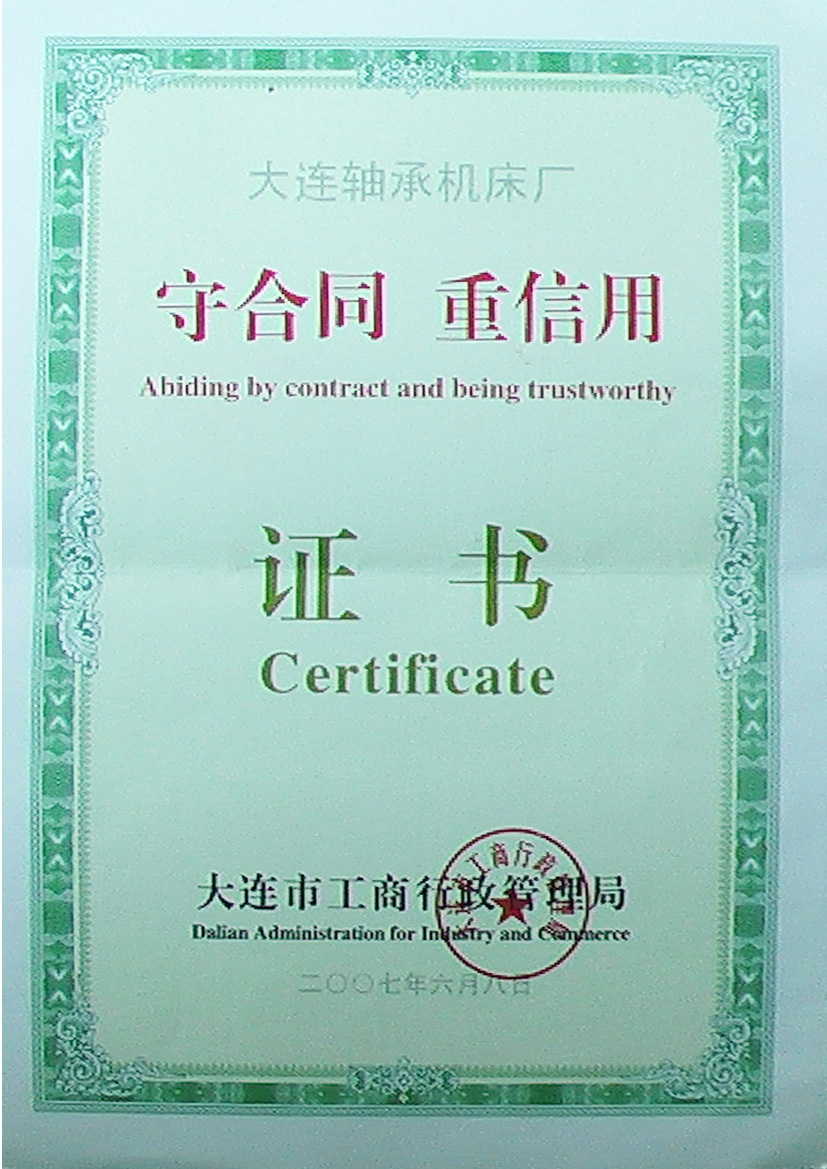 大连轴承机床厂
守合同 重信用
Abiding by contract and being trustworthy
证 书
Certificate
大连市工商行政管理局
Dalian Administration for Industry and Commerce
二〇〇七年六月八日